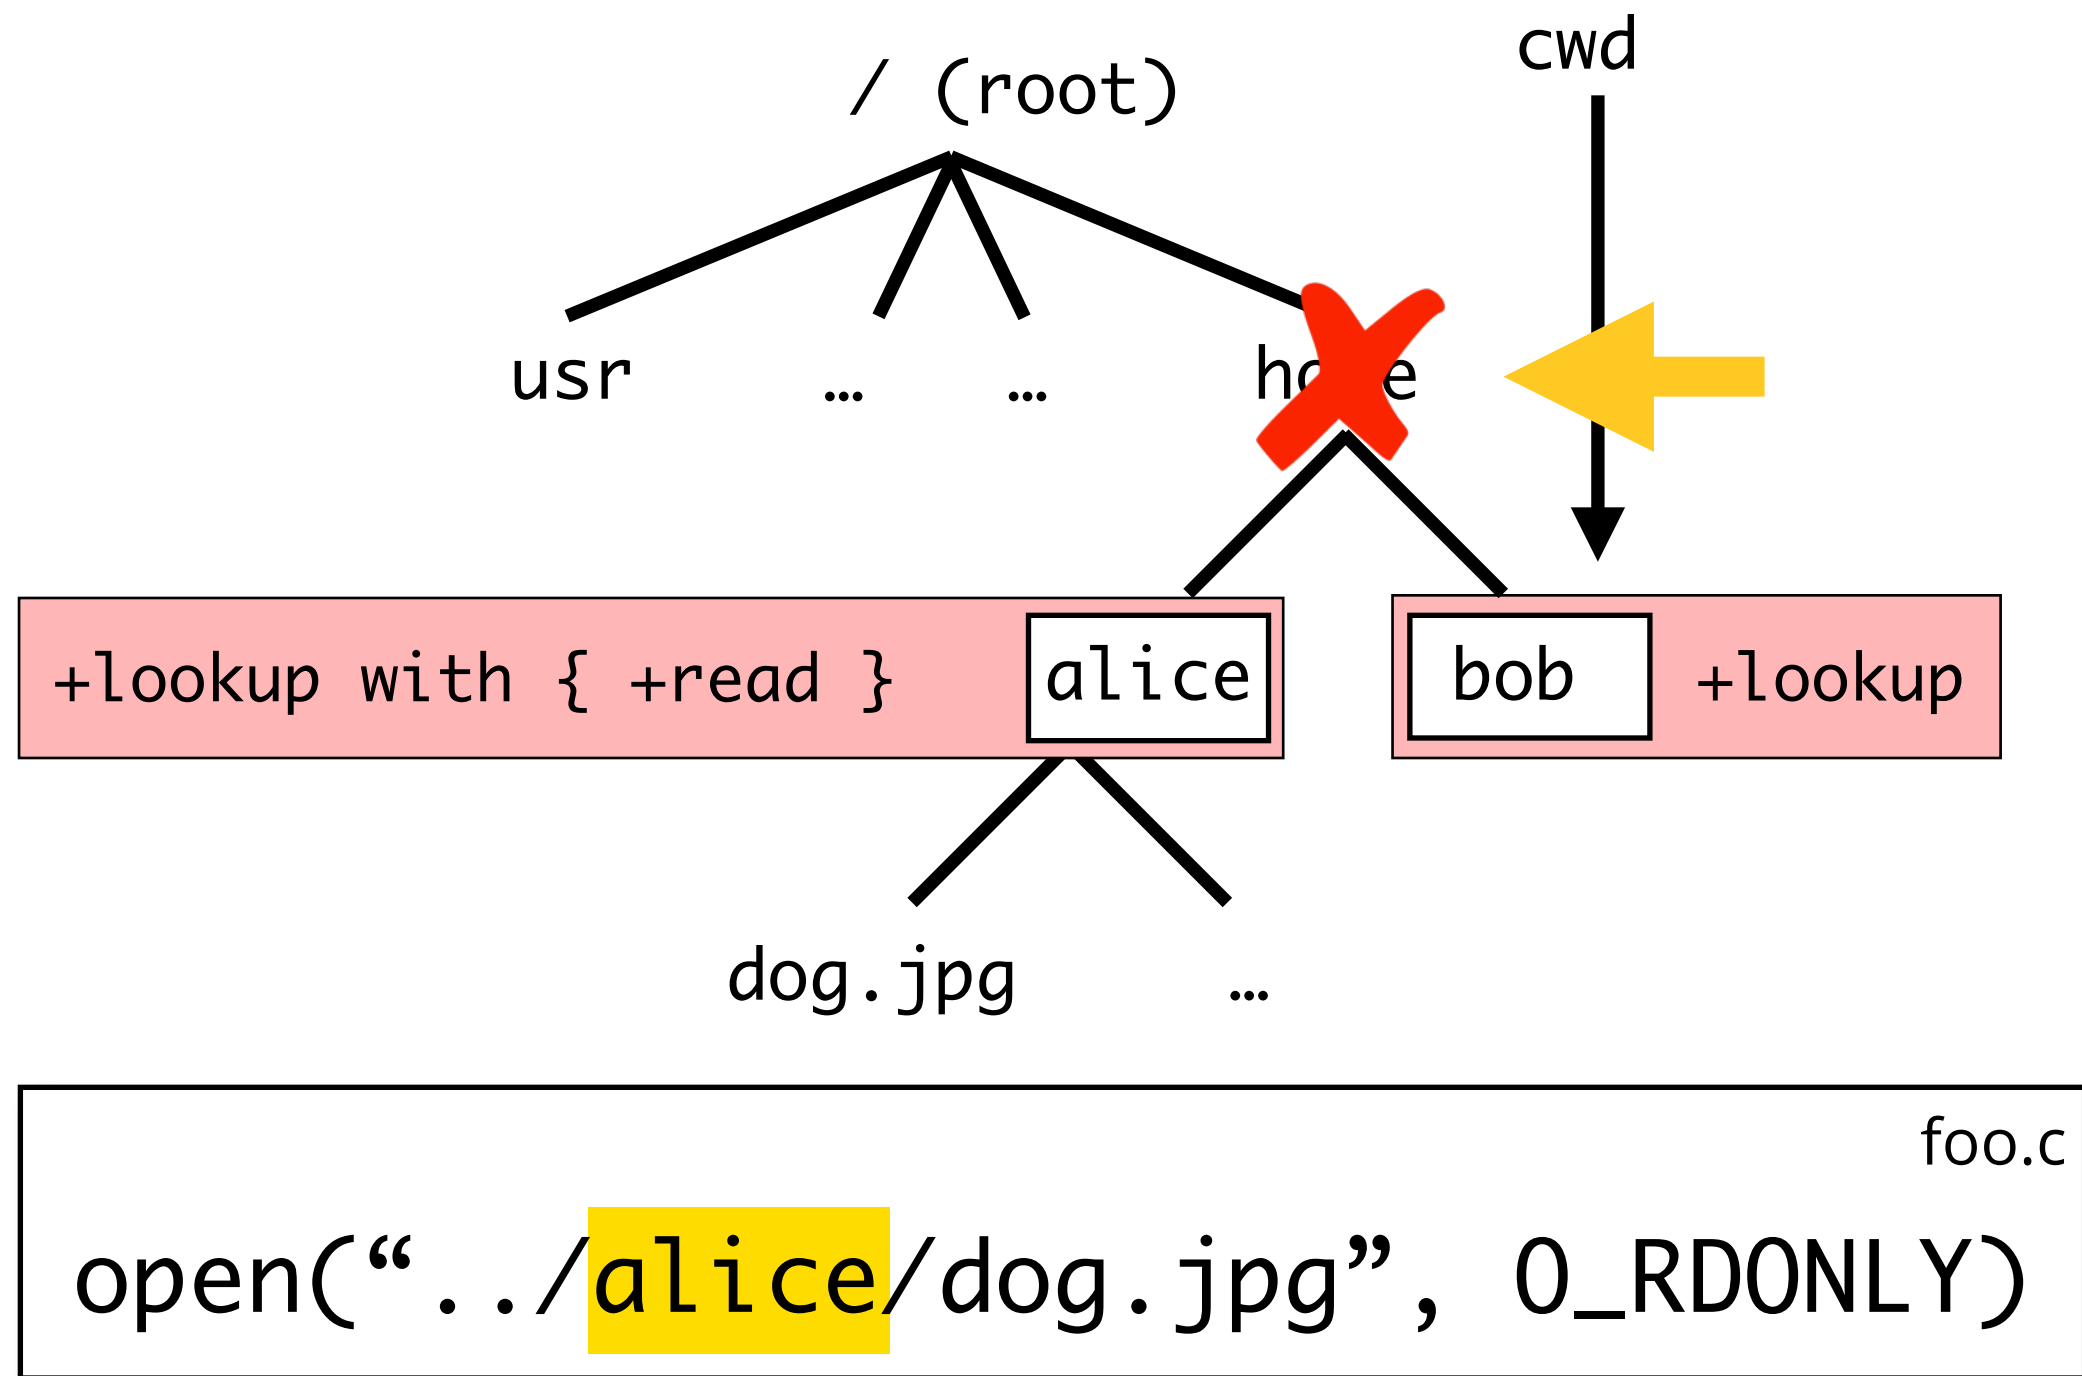 cwd
/ (root)
usr
…
…
+lookup with { +read }
alice
bob
+lookup
dog.jpg
…
foo.c
open(“../alice/dog.jpg”, O_RDONLY)